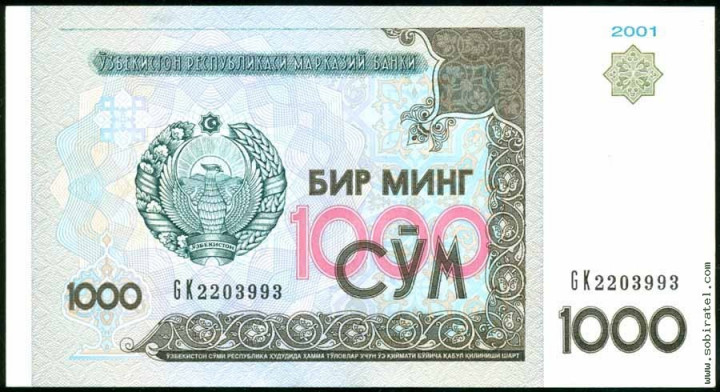 2001
ЎЗБЕКИСТОН РЕСПУБЛИКАСИ МАРКАЗИЙ БАНКИ
БИР МИНГ
1000
СЎМ
ЎЗБЕКИСТОН
GK2203993
GK2203993
1000
1000
ЎЗБЕКИСТОН СЎМИ РЕСПУБЛИКА ҲУДУДИДА ҲАММА ТЎЛОВЛАР УЧУН ЎЗ ҚИЙМАТИ БЎЙИЧА ҚАБУЛ ҚИЛИНИШИ ШАРТ
www.sobiratel.com